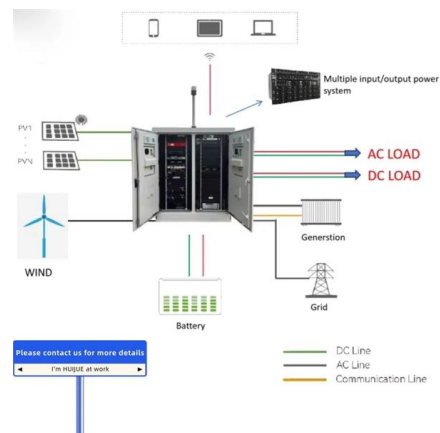 Multiple input/output power
system
PV1
PVN
AC LOAD
DC LOAD
Generstion
WIND
Grid
Battery
Please contact us for more details
I'm HUIJUE at work
DC Line
AC Line
Communication Line